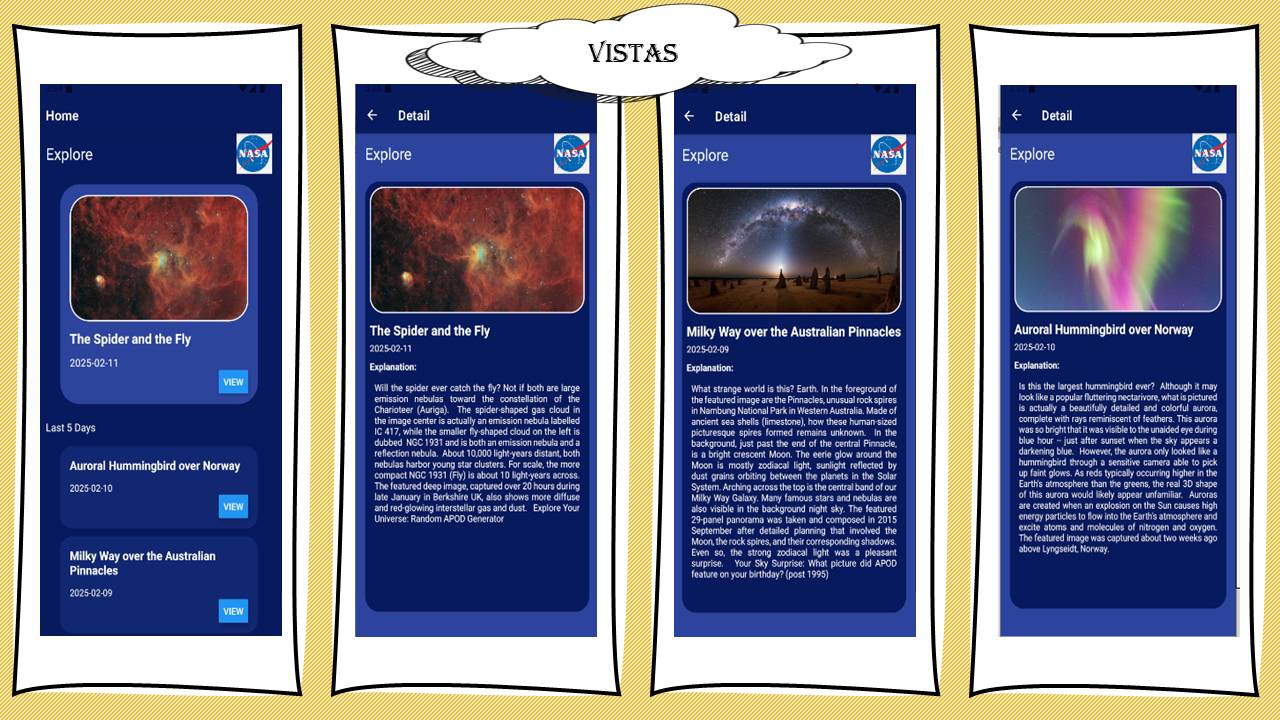 VISTAS
Home
Explore
NASA
The Spider and the Fly
2025-02-11
VIEW
Last 5 Days
Auroral Hummingbird over Norway
2025-02-10
VIEW
Milky Way over the Australian
Pinnacles
2025-02-09
VIEW
Detail
Explore
NASA
The Spider and the Fly
2025-02-11
Explanation:
Will the spider ever catch the fly? Not if both are large
emission nebulas toward the constellation of the
Charioteer (Auriga). The spider-shaped gas cloud in
the image center is actually an emission nebula labelled
IC 417, while the smaller fly-shaped cloud on the left is
dubbed NGC 1931 and is both an emission nebula and a
reflection nebula. About 10,000 light-years distant, both
nebulas harbor young star clusters. For scale, the more
compact NGC 1931 (Fly) is about 10 light-years across.
The featured deep image, captured over 20 hours during
late January in Berkshire UK, also shows more diffuse
and red-glowing interstellar gas and dust. Explore Your
Universe: Random APOD Generator
Detail
Explore
NASA
Milky Way over the Australian Pinnacles
2025-02-09
Explanation:
What strange world is this? Earth. In the foreground of
the featured image are the Pinnacles, unusual rock spires
in Nambung National Park in Western Australia. Made of
ancient sea shells (limestone), how these human-sized
picturesque spires formed remains unknown. In the
background, just past the end of the central Pinnacle,
is a bright crescent Moon. The eerie glow around the
Moon is mostly zodiacal light, sunlight reflected by
dust grains orbiting between the planets in the Solar
System. Arching across the top is the central band of our
Milky Way Galaxy. Many famous stars and nebulas are
also visible in the background night sky. The featured
29-panel panorama was taken and composed in 2015
September after detailed planning that involved the
Moon, the rock spires, and their corresponding shadows.
Even so, the strong zodiacal light was a pleasant
surprise. Your Sky Surprise: What picture did APOD
feature on your birthday? (post 1995)
Detail
Explore
NASA
Auroral Hummingbird over Norway
2025-02-10
Explanation:
Is this the largest hummingbird ever? Although it may
look like a popular fluttering nectarivore, what is pictured
is actually a beautifully detailed and colorful aurora,
complete with rays reminiscent of feathers. This aurora
was so bright that it was visible to the unaided eye during
blue hour – just after sunset when the sky appears a
darkening blue. However, the aurora only looked like a
hummingbird through a sensitive camera able to pick
up faint glows. As reds typically occurring higher in the
Earth's atmosphere than the greens, the real 3D shape
of this aurora would likely appear unfamiliar. Auroras
are created when an explosion on the Sun causes high
energy particles to flow into the Earth's atmosphere and
excite atoms and molecules of nitrogen and oxygen.
The featured image was captured about two weeks ago
above Lyngseidt, Norway.